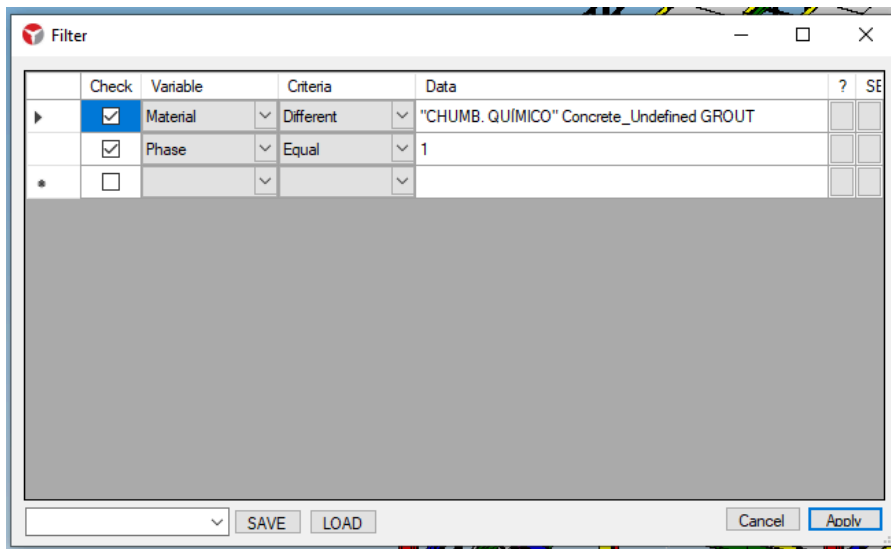 Filter
Check Variable Criteria Data ? SE
Material Different "CHUMB. QUÍMICO" Concrete_Undefined GROUT
Phase Equal 1
SAVE LOAD Cancel Apply